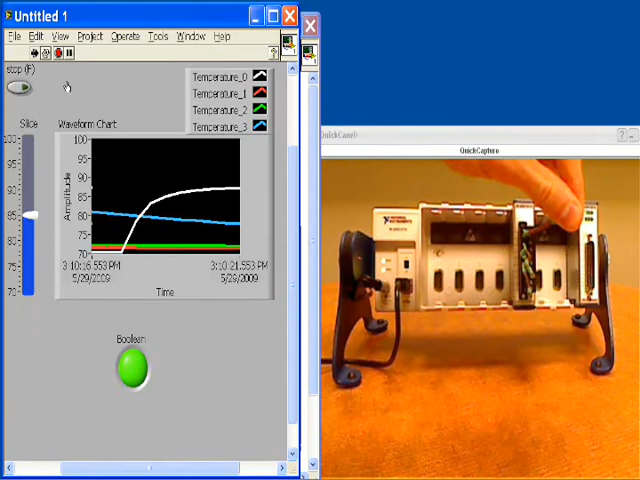 Untitled 1
File Edit View Project Operate Tools Window Help
stop (F)
Temperature_0
Temperature_1
Temperature_2
Temperature_3
Slide
Waveform Chart
100
95
90
85
80
75
70
100
95
90
85
80
75
70
Amplitude
3:10:16.553 PM
5/29/2009
3:10:21.553 PM
5/29/2009
Time
Boolean
QuickCapture